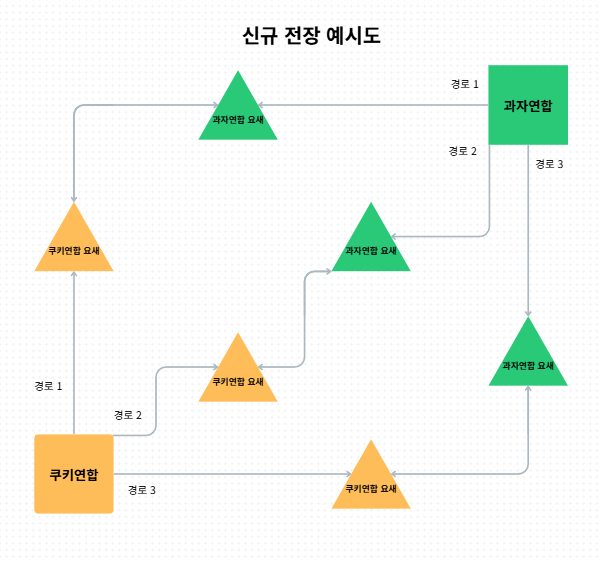 신규 전장 예시도
경로 1
과자연합
과자연합 요새
경로 2
경로 3
쿠키연합 요새
과자연합 요새
과자연합 요새
쿠키연합 요새
경로 1
경로 2
쿠키연합
경로 3
쿠키연합 요새